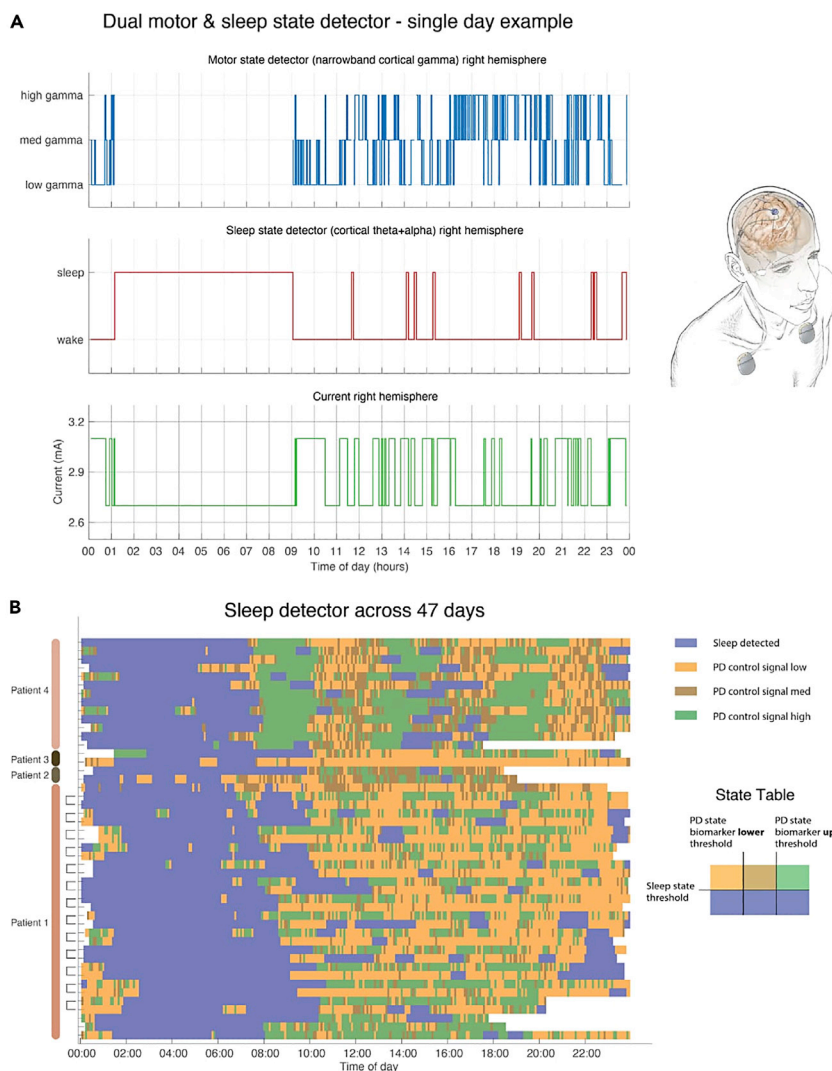 A
Dual motor & sleep state detector - single day example
Motor state detector (narrowband cortical gamma) right hemisphere
high gamma
med gamma
low gamma
Sleep state detector (cortical theta+alpha) right hemisphere
sleep
wake
Current right hemisphere
Current (mA)
3.2
2.9
2.6
00 01 02 03 04 05 06 07 08 09 10 11 12 13 14 15 16 17 18 19 20 21 22 23 00
Time of day (hours)
B
Sleep detector across 47 days
Patient 4
Patient 3
Patient 2
Patient 1
00:00 02:00 04:00 06:00 08:00 10:00 12:00 14:00 16:00 18:00 20:00 22:00
Time of day
Sleep detected
PD control signal low
PD control signal med
PD control signal high
State Table
PD state biomarker lower threshold
PD state biomarker up threshold
Sleep state threshold